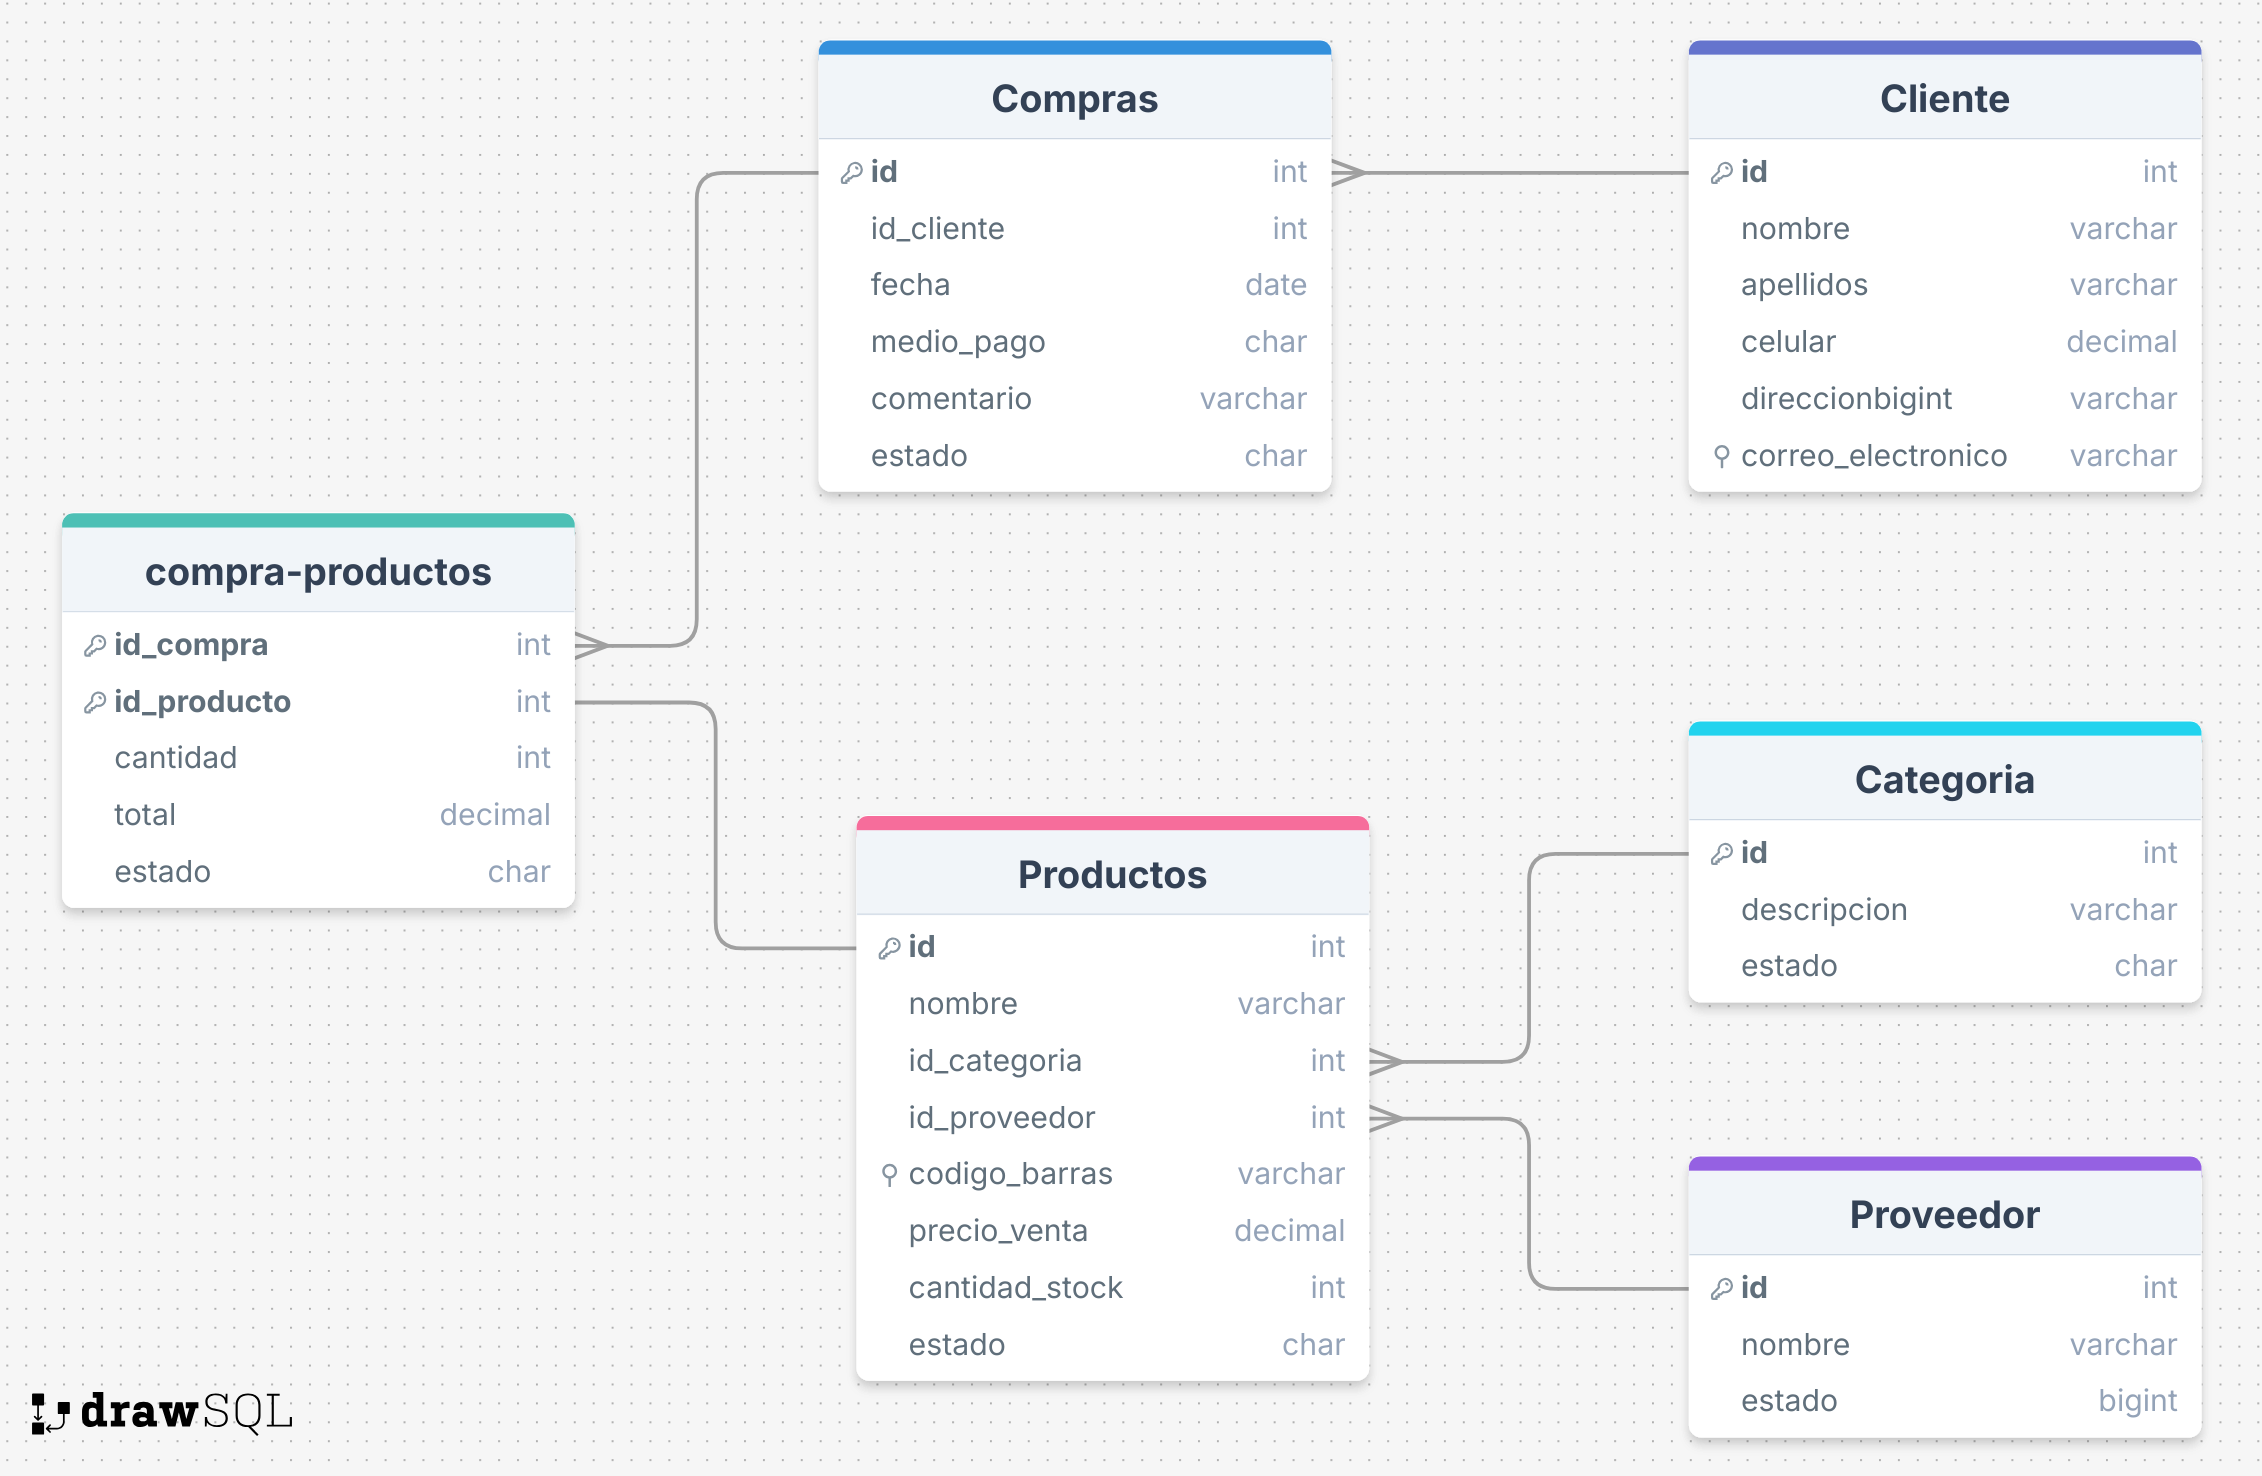 Compras
id int
id_cliente int
fecha date
medio_pago char
comentario varchar
estado char
Cliente
id int
nombre varchar
apellidos varchar
celular decimal
direccionbigint varchar
correo_electronico varchar
compra-productos
id_compra int
id_producto int
cantidad int
total decimal
estado char
Productos
id int
nombre varchar
id_categoria int
id_proveedor int
codigo_barras varchar
precio_venta decimal
cantidad_stock int
estado char
Categoria
id int
descripcion varchar
estado char
Proveedor
id int
nombre varchar
estado bigint
drawSQL